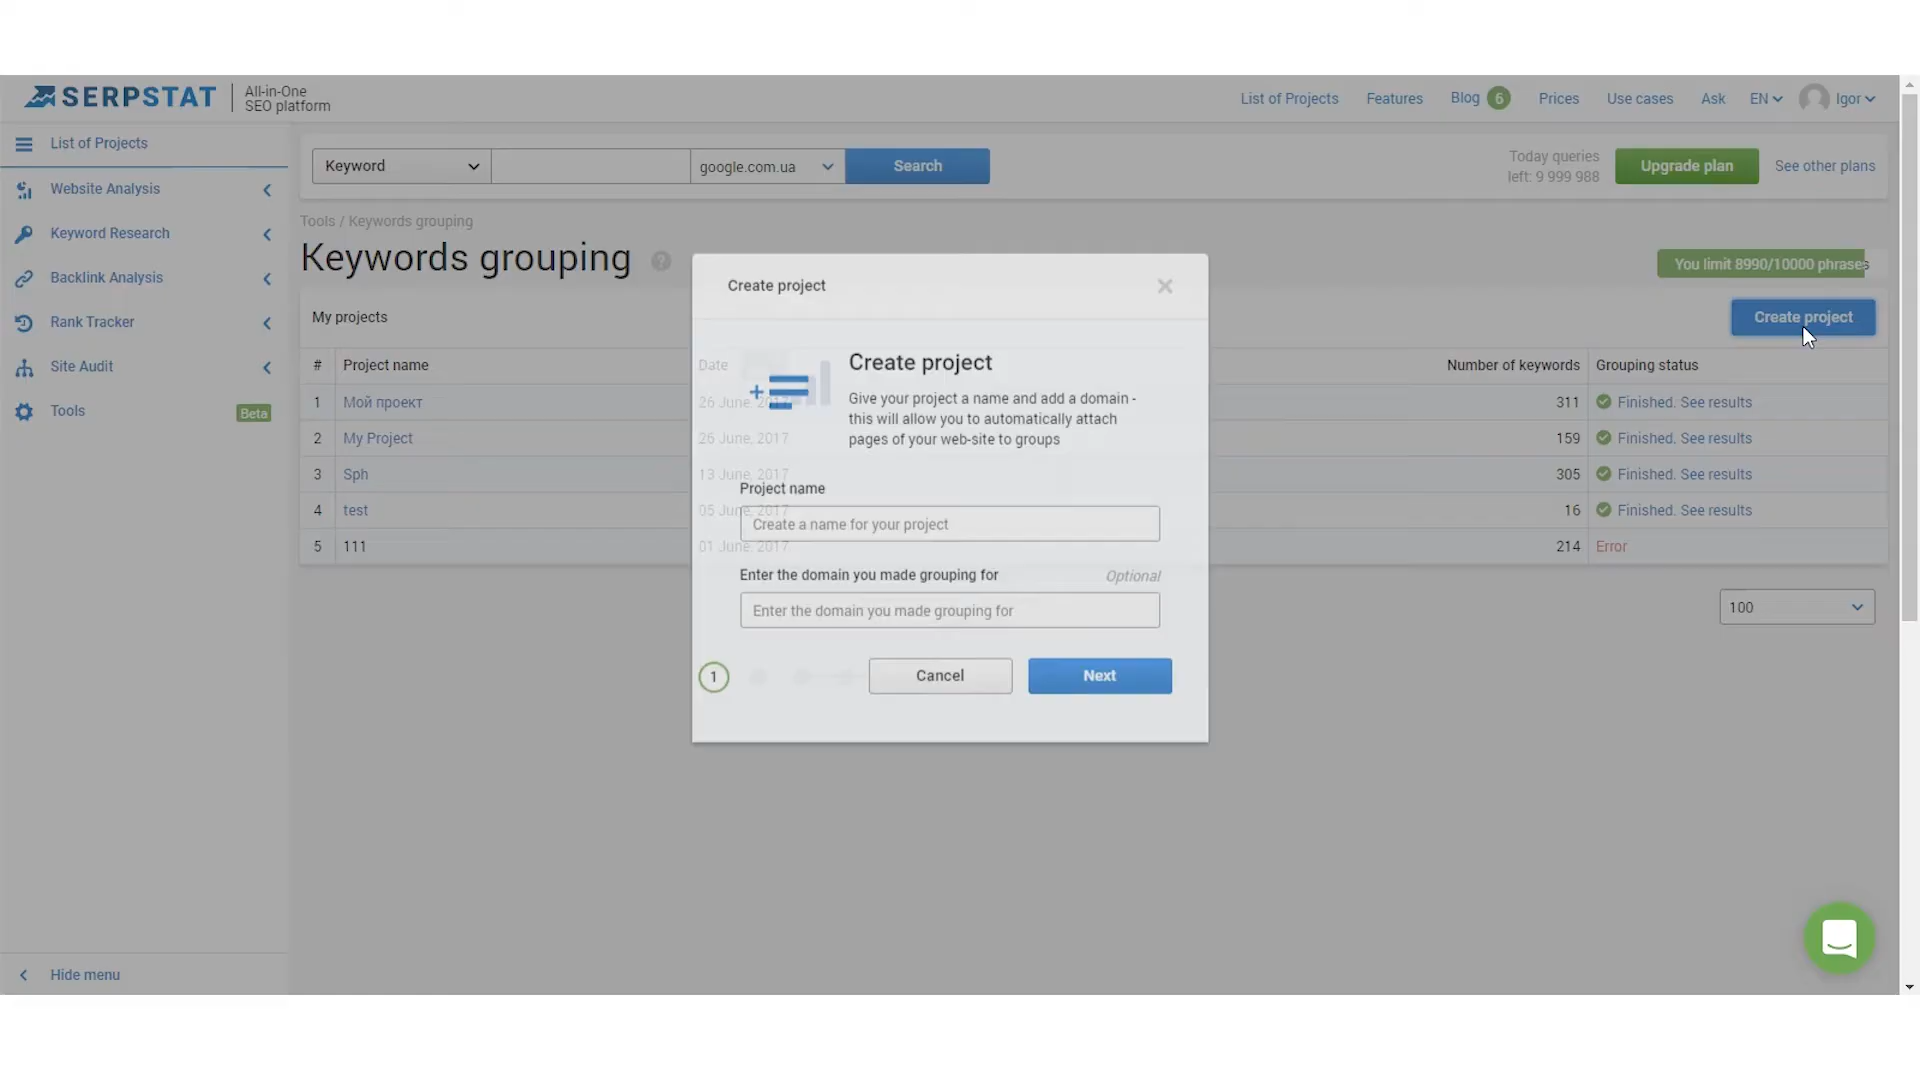 SERPSTAT
All-in-One
SEO platform
List of Projects
Features
Blog 6
Prices
Use cases
Ask
EN
Igor
List of Projects
Website Analysis
Keyword Research
Backlink Analysis
Rank Tracker
Site Audit
Tools Beta
Hide menu
Keyword
google.com.ua
Search
Today queries
left: 9 999 988
Upgrade plan
See other plans
Tools / Keywords grouping
Keywords grouping ?
You limit 8990/10000 phrases
My projects
Create project
# Project name Date Number of keywords Grouping status
1 Мой проект 26 June, 2017 311 Finished. See results
2 My Project 26 June, 2017 159 Finished. See results
3 Sph 13 June, 2017 305 Finished. See results
4 test 05 June, 2017 16 Finished. See results
5 111 01 June, 2017 214 Error
100
Create project
Create project
Give your project a name and add a domain -
this will allow you to automatically attach
pages of your web-site to groups
Project name
Create a name for your project
Enter the domain you made grouping for Optional
Enter the domain you made grouping for
1
Cancel
Next